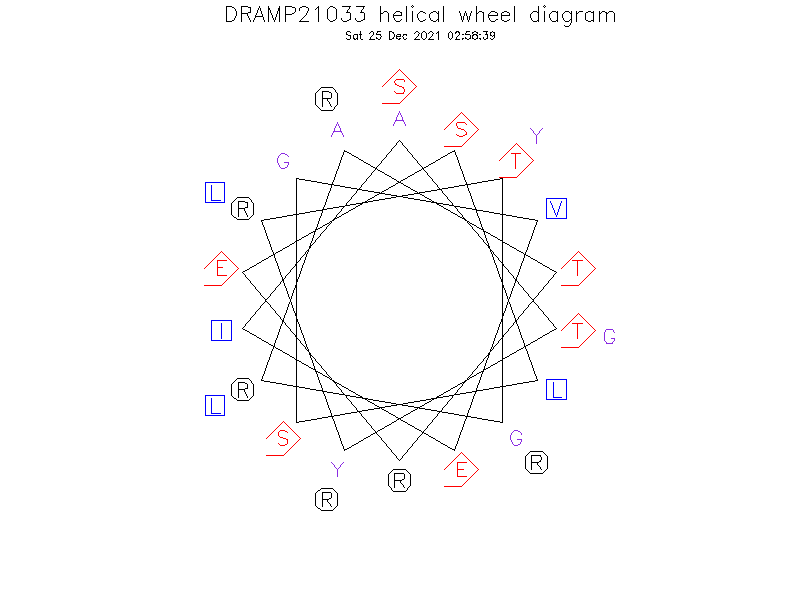 DRAMP21033 helical wheel diagram
Sat 25 Dec 2021 02:58:39
S
R
A
S
A
Y
T
G
L
R
V
E
T
I
T
G
R
L
L
S
G
Y
E
R
R
R